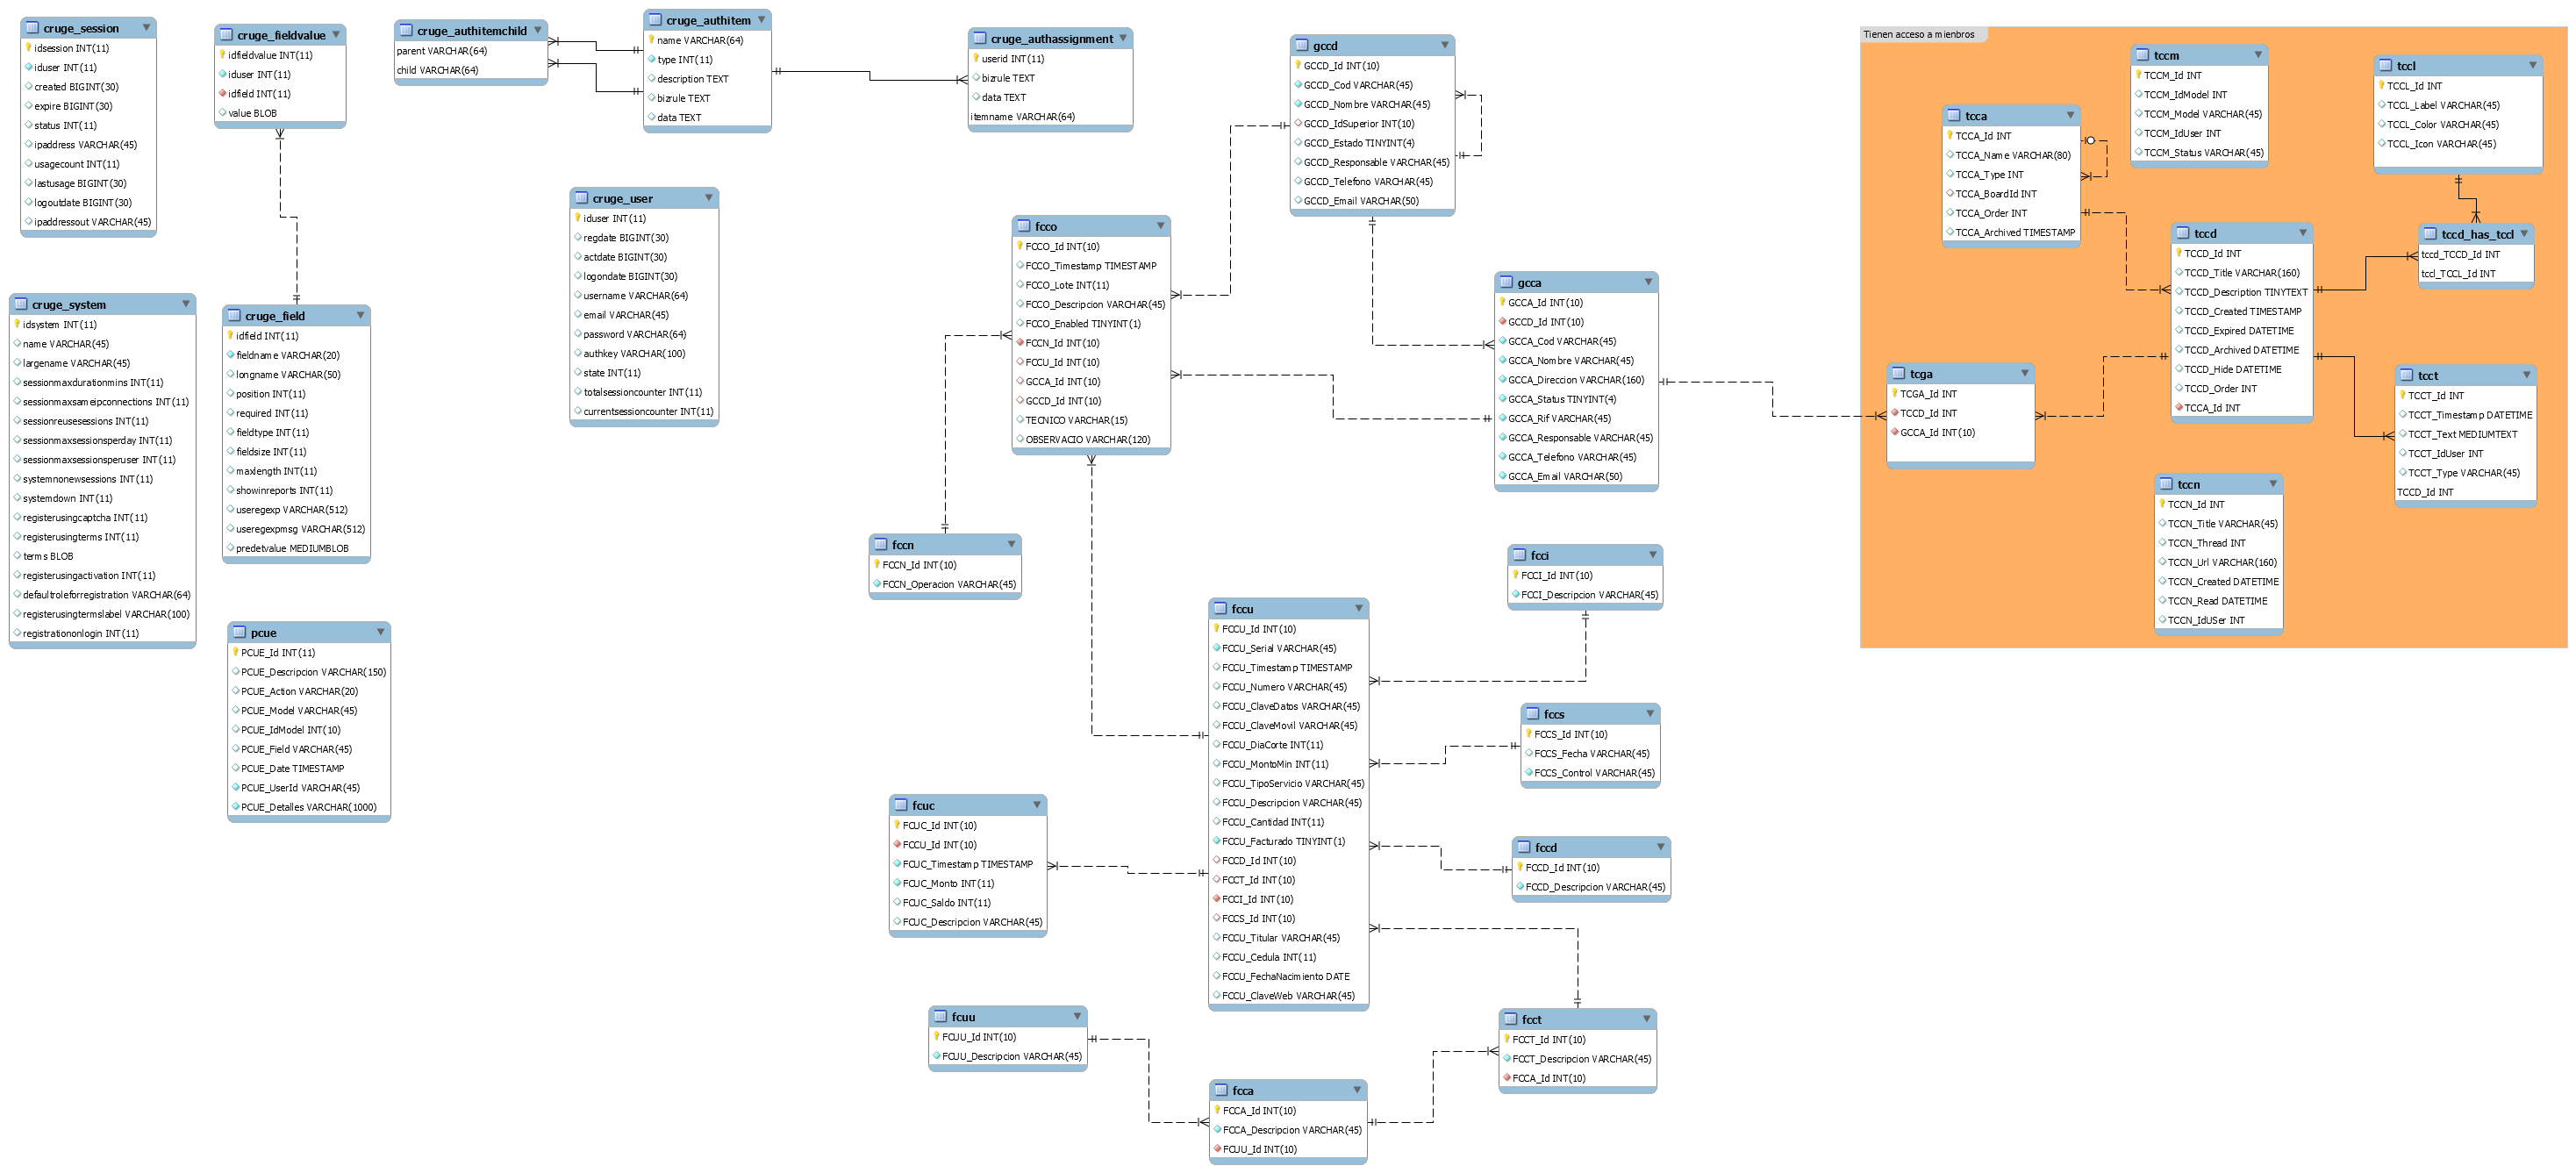 cruge_session
idsession INT(11)
iduser INT(11)
created BIGINT(30)
expire BIGINT(30)
status INT(11)
ipaddress VARCHAR(45)
usagecount INT(11)
lastusage BIGINT(30)
logoutdate BIGINT(30)
ipaddressout VARCHAR(45)
cruge_fieldvalue
idfieldvalue INT(11)
iduser INT(11)
idfield INT(11)
value BLOB
cruge_authitemchild
parent VARCHAR(64)
child VARCHAR(64)
cruge_authitem
name VARCHAR(64)
type INT(11)
description TEXT
bizrule TEXT
data TEXT
cruge_authassignment
userid INT(11)
bizrule TEXT
data TEXT
itemname VARCHAR(64)
gccd
GCCD_Id INT(10)
GCCD_Cod VARCHAR(45)
GCCD_Nombre VARCHAR(45)
GCCD_IdSuperior INT(10)
GCCD_Estado TINYINT(4)
GCCD_Responsable VARCHAR(45)
GCCD_Telefono VARCHAR(45)
GCCD_Email VARCHAR(50)
Tienen acceso a mienbros
tccm
TCCM_Id INT
TCCM_IdModel INT
TCCM_Model VARCHAR(45)
TCCM_IdUser INT
TCCM_Status VARCHAR(45)
tccl
TCCL_Id INT
TCCL_Label VARCHAR(45)
TCCL_Color VARCHAR(45)
TCCL_Icon VARCHAR(45)
tcca
TCCA_Id INT
TCCA_Name VARCHAR(80)
TCCA_Type INT
TCCA_BoardId INT
TCCA_Order INT
TCCA_Archived TIMESTAMP
tccd
TCCD_Id INT
TCCD_Title VARCHAR(160)
TCCD_Description TINYTEXT
TCCD_Created TIMESTAMP
TCCD_Expired DATETIME
TCCD_Archived DATETIME
TCCD_Hide DATETIME
TCCD_Order INT
TCCA_Id INT
tccd_has_tccl
tccd_TCCD_Id INT
tccl_TCCL_Id INT
cruge_user
iduser INT(11)
regdate BIGINT(30)
actdate BIGINT(30)
logondate BIGINT(30)
username VARCHAR(64)
email VARCHAR(45)
password VARCHAR(64)
authkey VARCHAR(100)
state INT(11)
totalsessioncounter INT(11)
currentsessioncounter INT(11)
fcco
FCCO_Id INT(10)
FCCO_Timestamp TIMESTAMP
FCCO_Lote INT(11)
FCCO_Descripcion VARCHAR(45)
FCCO_Enabled TINYINT(1)
FCCN_Id INT(10)
FCCU_Id INT(10)
GCCA_Id INT(10)
GCCD_Id INT(10)
TECNICO VARCHAR(15)
OBSERVACIO VARCHAR(120)
gcca
GCCA_Id INT(10)
GCCD_Id INT(10)
GCCA_Cod VARCHAR(45)
GCCA_Nombre VARCHAR(45)
GCCA_Direccion VARCHAR(160)
GCCA_Status TINYINT(4)
GCCA_Rif VARCHAR(45)
GCCA_Responsable VARCHAR(45)
GCCA_Telefono VARCHAR(45)
GCCA_Email VARCHAR(50)
cruge_system
idsystem INT(11)
name VARCHAR(45)
largename VARCHAR(45)
sessionmaxdurationmins INT(11)
sessionmaxsameipconnections INT(11)
sessionreusesessions INT(11)
sessionmaxsessionsperday INT(11)
sessionmaxsessionsperuser INT(11)
systemnonewsessions INT(11)
systemdown INT(11)
registerusingcaptcha INT(11)
registerusingterms INT(11)
terms BLOB
registerusingactivation INT(11)
defaultroleforregistration VARCHAR(64)
registerusingtermslabel VARCHAR(100)
registrationonlogin INT(11)
cruge_field
idfield INT(11)
fieldname VARCHAR(20)
longname VARCHAR(50)
position INT(11)
required INT(11)
fieldtype INT(11)
fieldsize INT(11)
maxlength INT(11)
showinreports INT(11)
useregexp VARCHAR(512)
useregexpmsg VARCHAR(512)
predetvalue MEDIUMBLOB
tcga
TCGA_Id INT
TCCD_Id INT
GCCA_Id INT(10)
tcct
TCCT_Id INT
TCCT_Timestamp DATETIME
TCCT_Text MEDIUMTEXT
TCCT_IdUser INT
TCCT_Type VARCHAR(45)
TCCD_Id INT
tccn
TCCN_Id INT
TCCN_Title VARCHAR(45)
TCCN_Thread INT
TCCN_Url VARCHAR(160)
TCCN_Created DATETIME
TCCN_Read DATETIME
TCCN_IdUSer INT
fccn
FCCN_Id INT(10)
FCCN_Operacion VARCHAR(45)
fcci
FCCI_Id INT(10)
FCCI_Descripcion VARCHAR(45)
pcue
PCUE_Id INT(11)
PCUE_Descripcion VARCHAR(150)
PCUE_Action VARCHAR(20)
PCUE_Model VARCHAR(45)
PCUE_IdModel INT(10)
PCUE_Field VARCHAR(45)
PCUE_Date TIMESTAMP
PCUE_UserId VARCHAR(45)
PCUE_Detalles VARCHAR(1000)
fccu
FCCU_Id INT(10)
FCCU_Serial VARCHAR(45)
FCCU_Timestamp TIMESTAMP
FCCU_Numero VARCHAR(45)
FCCU_ClaveDatos VARCHAR(45)
FCCU_ClaveMovil VARCHAR(45)
FCCU_DiaCorte INT(11)
FCCU_MontoMin INT(11)
FCCU_TipoServicio VARCHAR(45)
FCCU_Descripcion VARCHAR(45)
FCCU_Cantidad INT(11)
FCCU_Facturado TINYINT(1)
FCCD_Id INT(10)
FCCT_Id INT(10)
FCCI_Id INT(10)
FCCS_Id INT(10)
FCCU_Titular VARCHAR(45)
FCCU_Cedula INT(11)
FCCU_FechaNacimiento DATE
FCCU_ClaveWeb VARCHAR(45)
fccs
FCCS_Id INT(10)
FCCS_Fecha VARCHAR(45)
FCCS_Control VARCHAR(45)
fcuc
FCUC_Id INT(10)
FCCU_Id INT(10)
FCUC_Timestamp TIMESTAMP
FCUC_Monto INT(11)
FCUC_Saldo INT(11)
FCUC_Descripcion VARCHAR(45)
fccd
FCCD_Id INT(10)
FCCD_Descripcion VARCHAR(45)
fcuu
FCUU_Id INT(10)
FCUU_Descripcion VARCHAR(45)
fcct
FCCT_Id INT(10)
FCCT_Descripcion VARCHAR(45)
FCCA_Id INT(10)
fcca
FCCA_Id INT(10)
FCCA_Descripcion VARCHAR(45)
FCUU_Id INT(10)